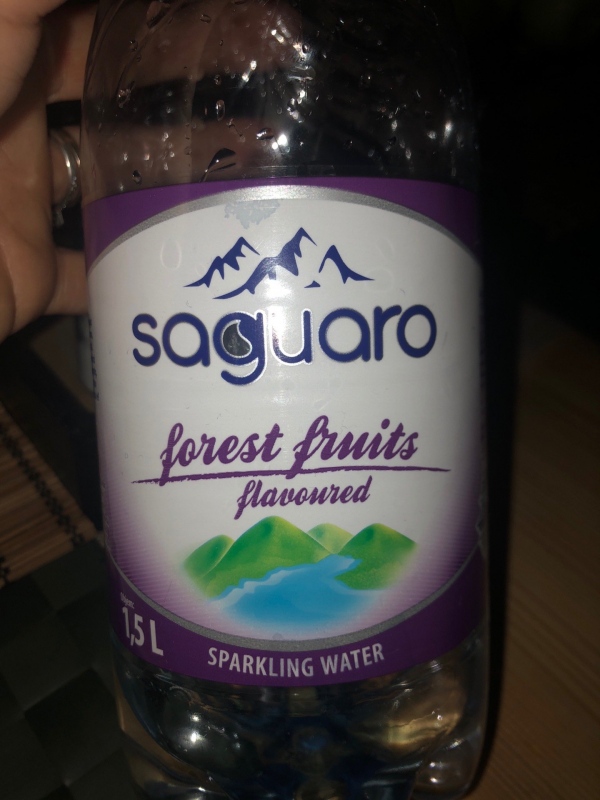 saguaro
forest fruits
flavoured
1,5 L
SPARKLING WATER